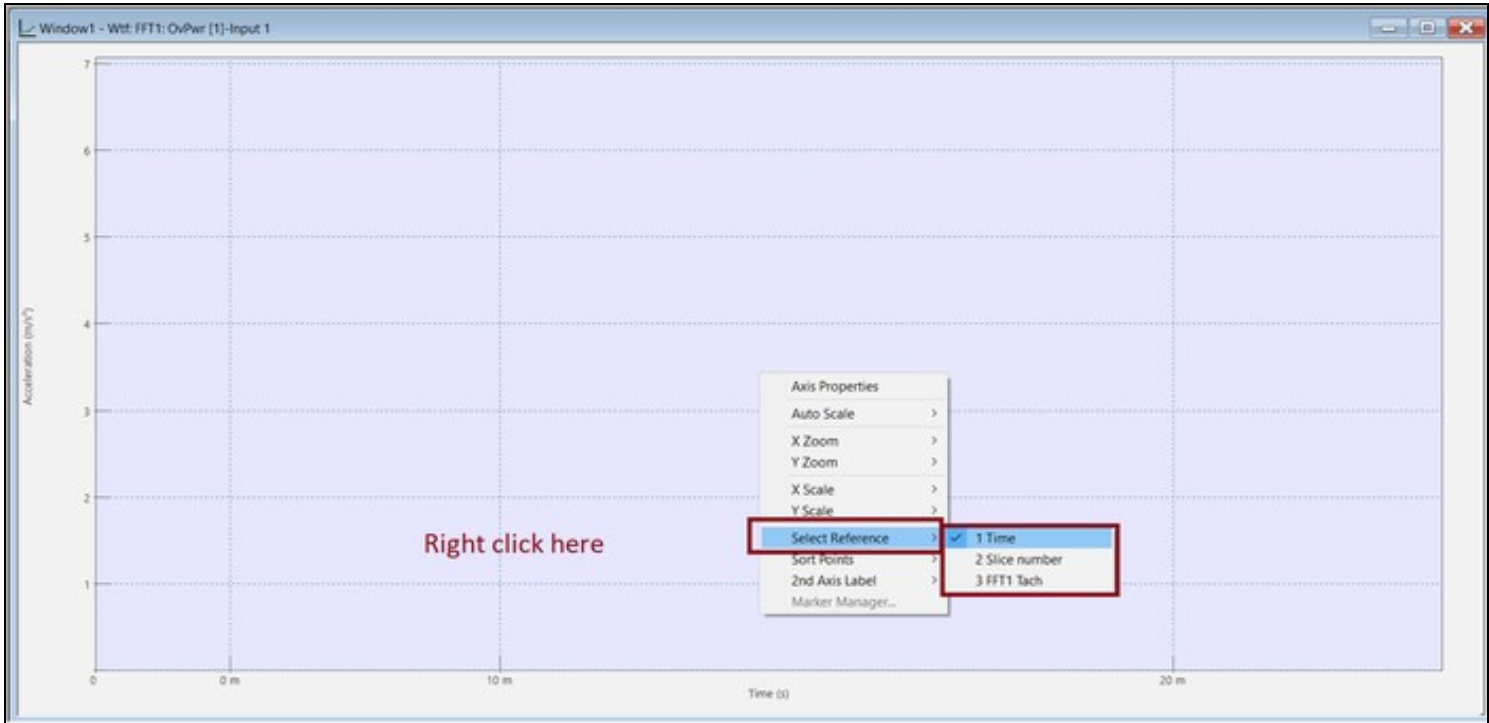 Window1 - Wtf: FFT1: OvPwr [1]-Input 1
7
6
5
4
3
2
1
Acceleration (m/s²)
Axis Properties
Auto Scale
X Zoom
Y Zoom
X Scale
Y Scale
Select Reference
Sort Points
2nd Axis Label
Marker Manager...
1 Time
2 Slice number
3 FFT1 Tach
Right click here
0
0 m
10 m
20 m
Time (s)